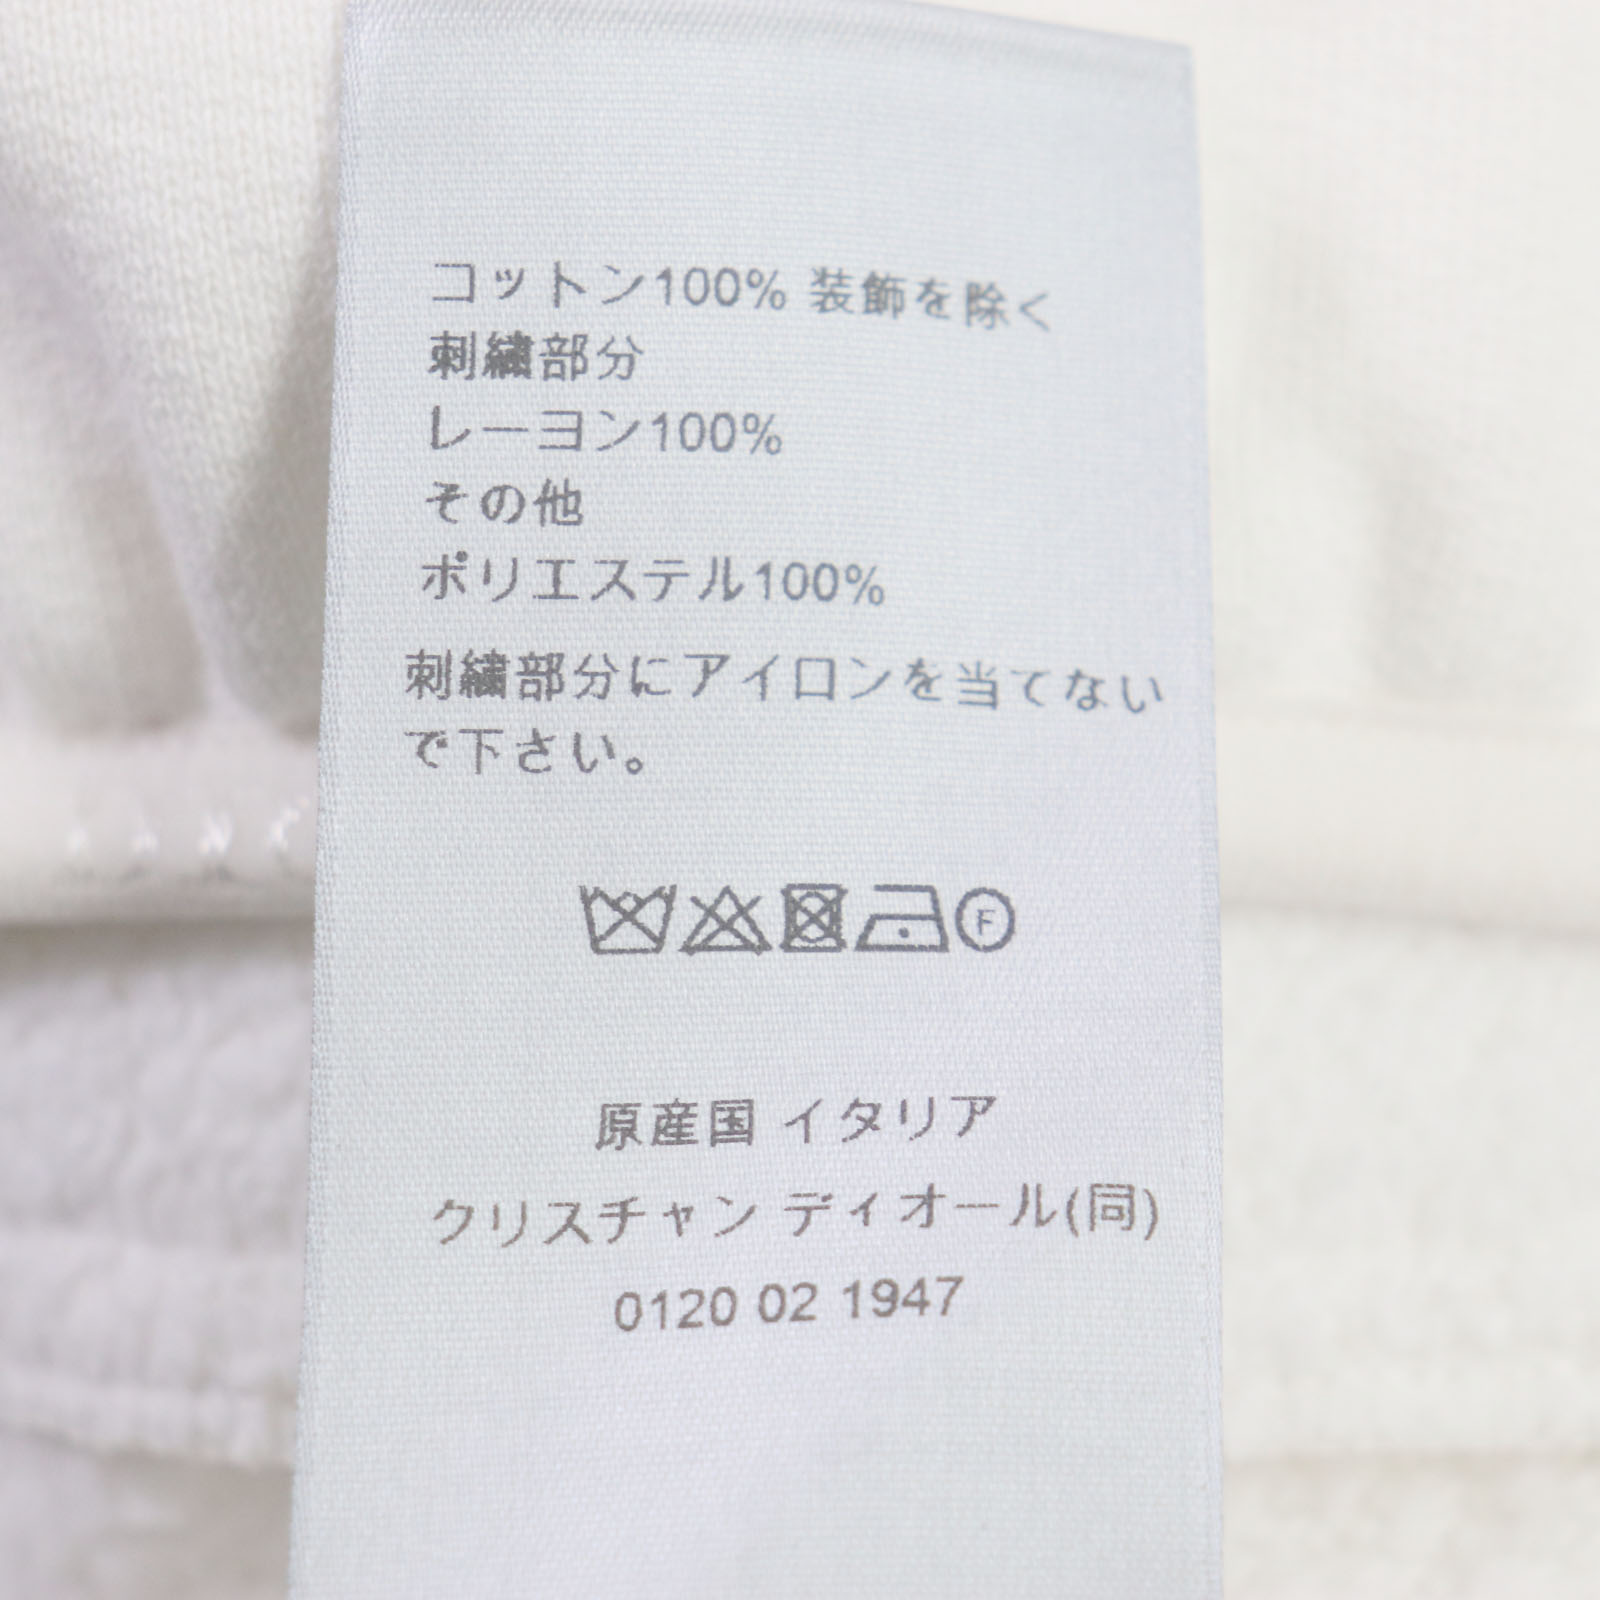 コットン100% 装飾を除く
刺繍部分
レーヨン100%
その他
ポリエステル100%
刺繍部分にアイロンを当てない
で下さい。
F
原産国 イタリア
クリスチャン ディオール(同)
0120 02 1947